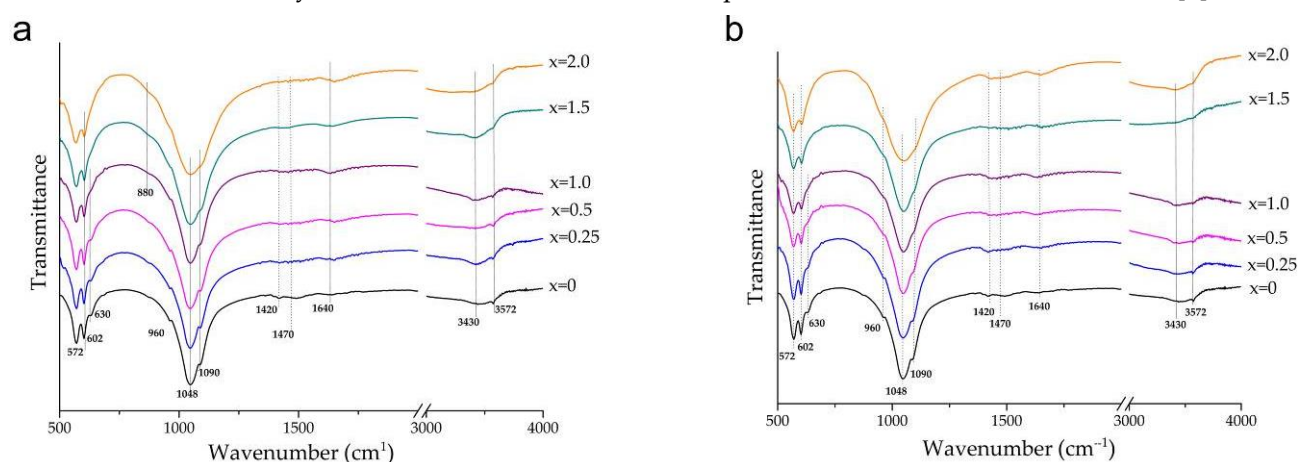 a
x=2.0
x=1.5
x=1.0
x=0.5
x=0.25
x=0
880
630
602
572
960
1048
1090
1420
1470
1640
3430
3572
Transmittance
500
1000
1500
3000
4000
Wavenumber (cm¹)
b
x=2.0
x=1.5
x=1.0
x=0.5
x=0.25
x=0
630
602
572
960
1048
1090
1420
1470
1640
3430
3572
Transmittance
500
1000
1500
3000
4000
Wavenumber (cm⁻¹)